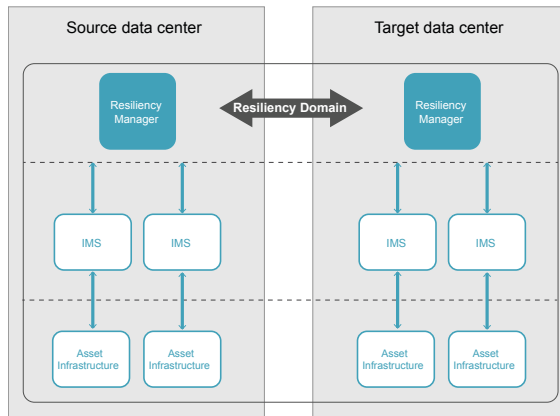 Source data center
Target data center
Resiliency
Manager
Resiliency Domain
Resiliency
Manager
IMS
IMS
IMS
IMS
Asset
Infrastructure
Asset
Infrastructure
Asset
Infrastructure
Asset
Infrastructure